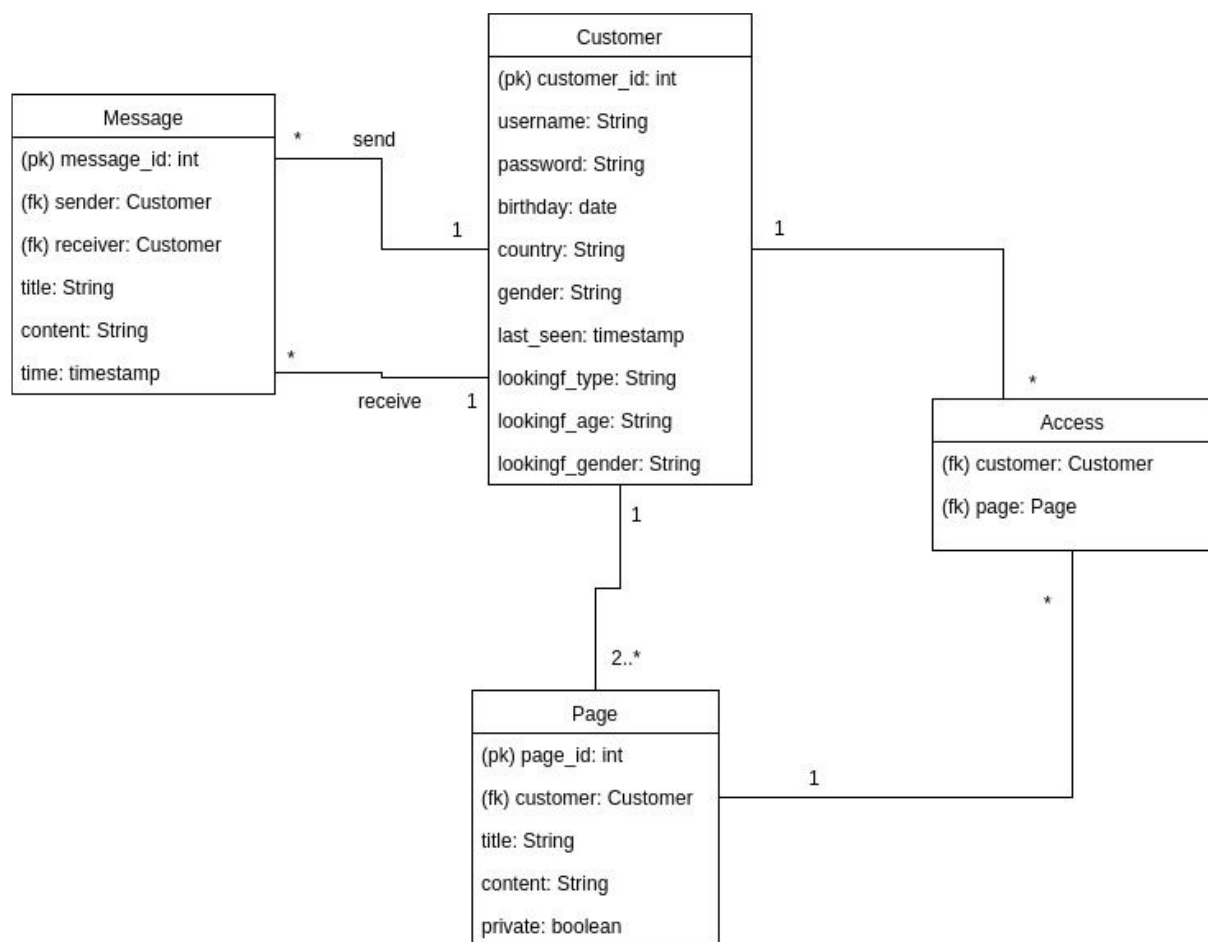 Customer
(pk) customer_id: int
username: String
password: String
birthday: date
country: String
gender: String
last_seen: timestamp
lookingf_type: String
lookingf_age: String
lookingf_gender: String
Message
(pk) message_id: int
(fk) sender: Customer
(fk) receiver: Customer
title: String
content: String
time: timestamp
* send
1
*
receive 1
1
*
Access
(fk) customer: Customer
(fk) page: Page
*
1
1
2..*
Page
(pk) page_id: int
(fk) customer: Customer
title: String
content: String
private: boolean